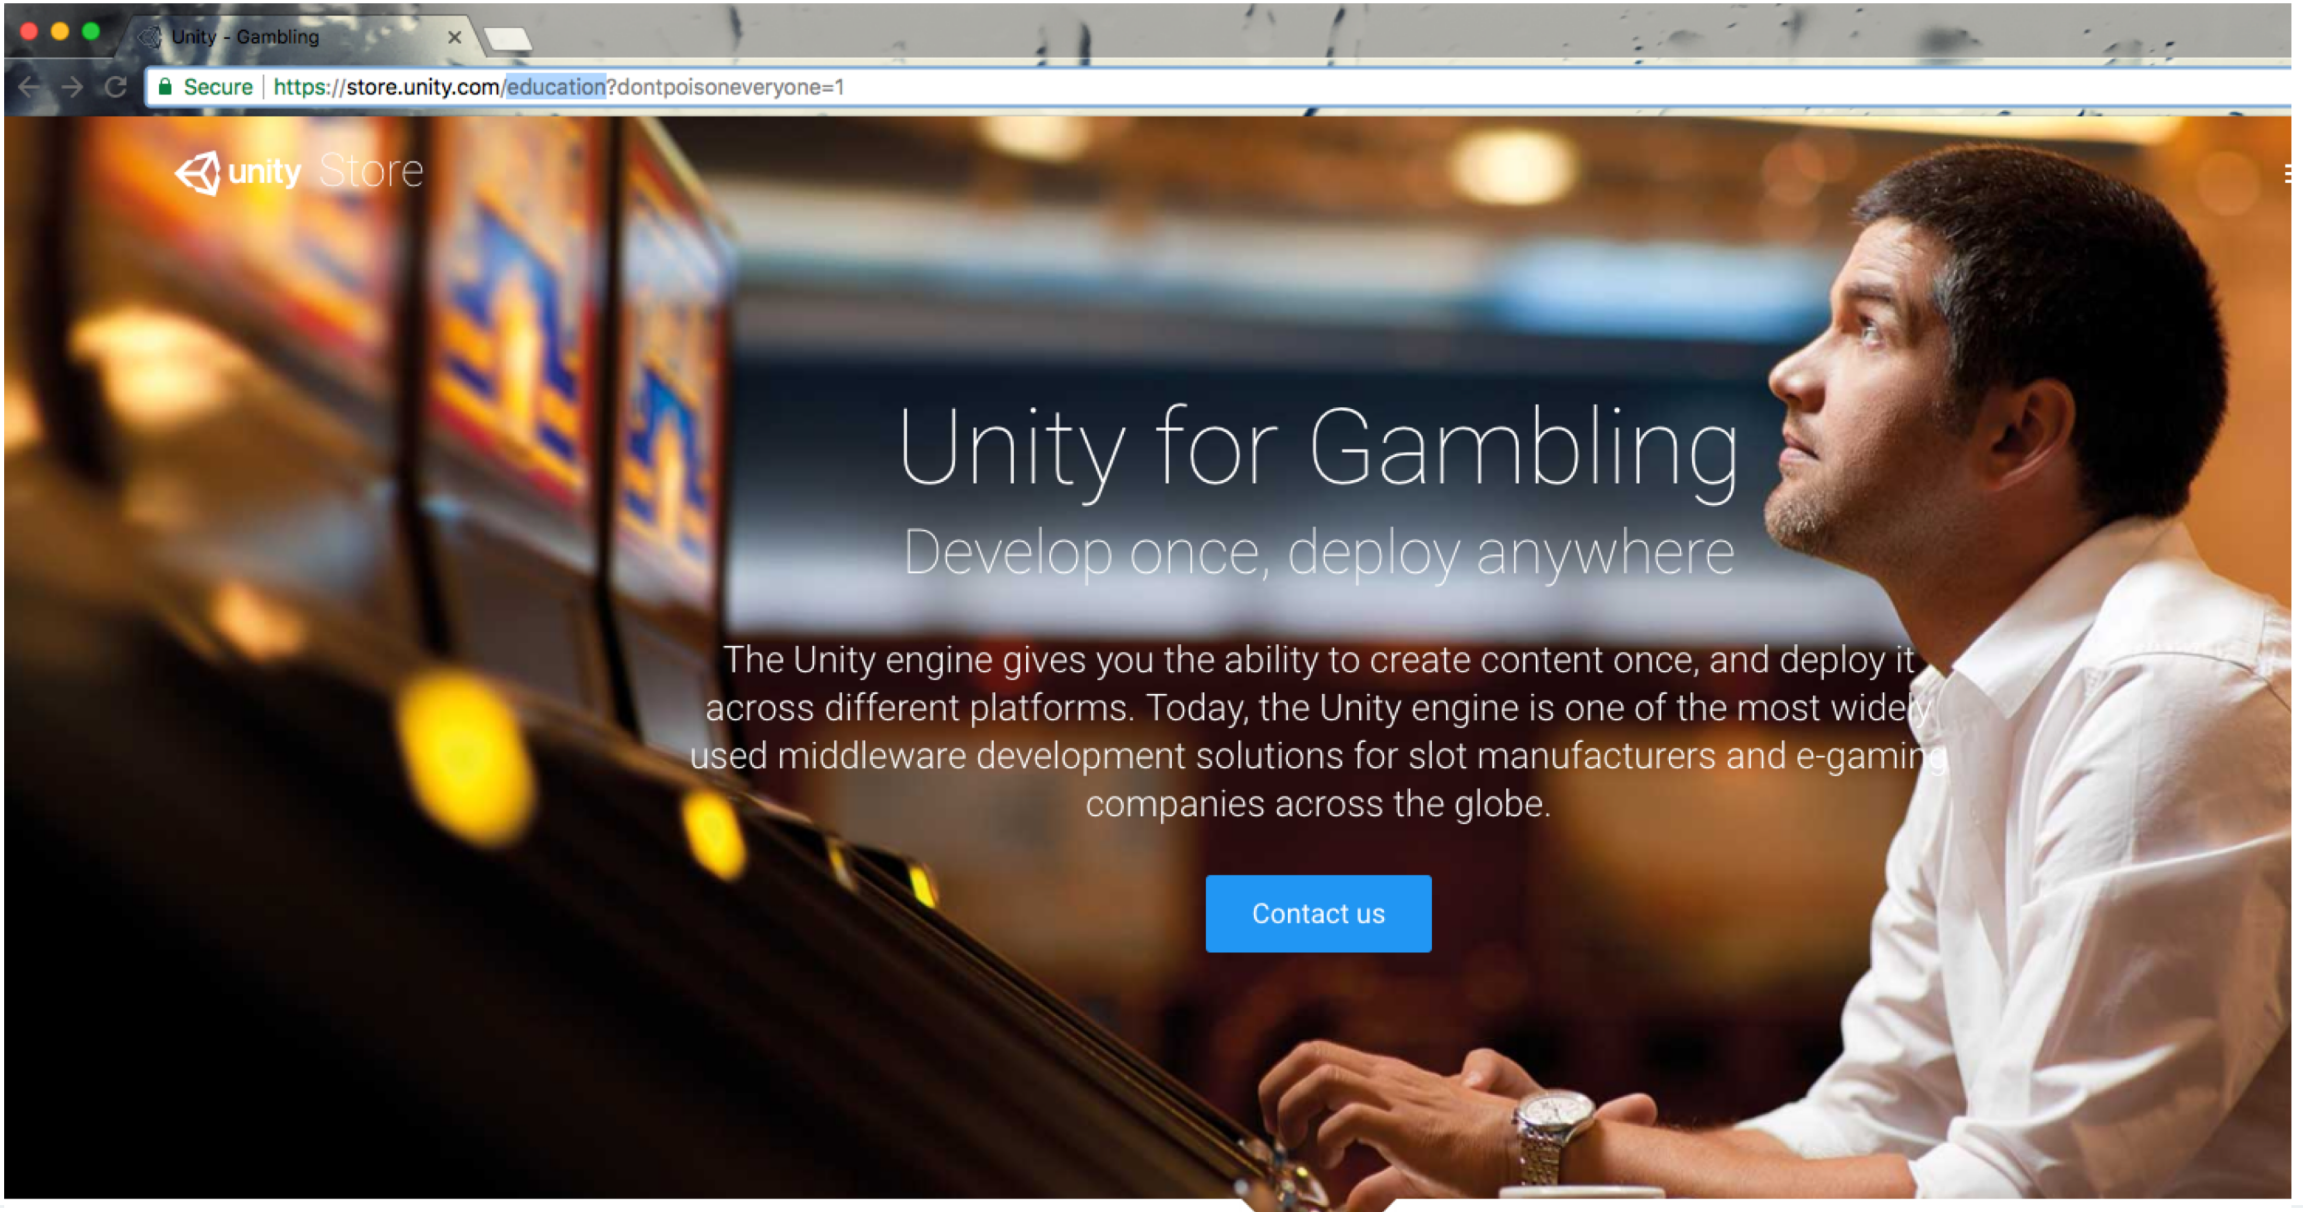 Unity - Gambling
Secure | https://store.unity.com/education?dontpoisoneveryone=1
unity Store
Unity for Gambling
Develop once, deploy anywhere
The Unity engine gives you the ability to create content once, and deploy it
across different platforms. Today, the Unity engine is one of the most widely
used middleware development solutions for slot manufacturers and e-gaming
companies across the globe.
Contact us